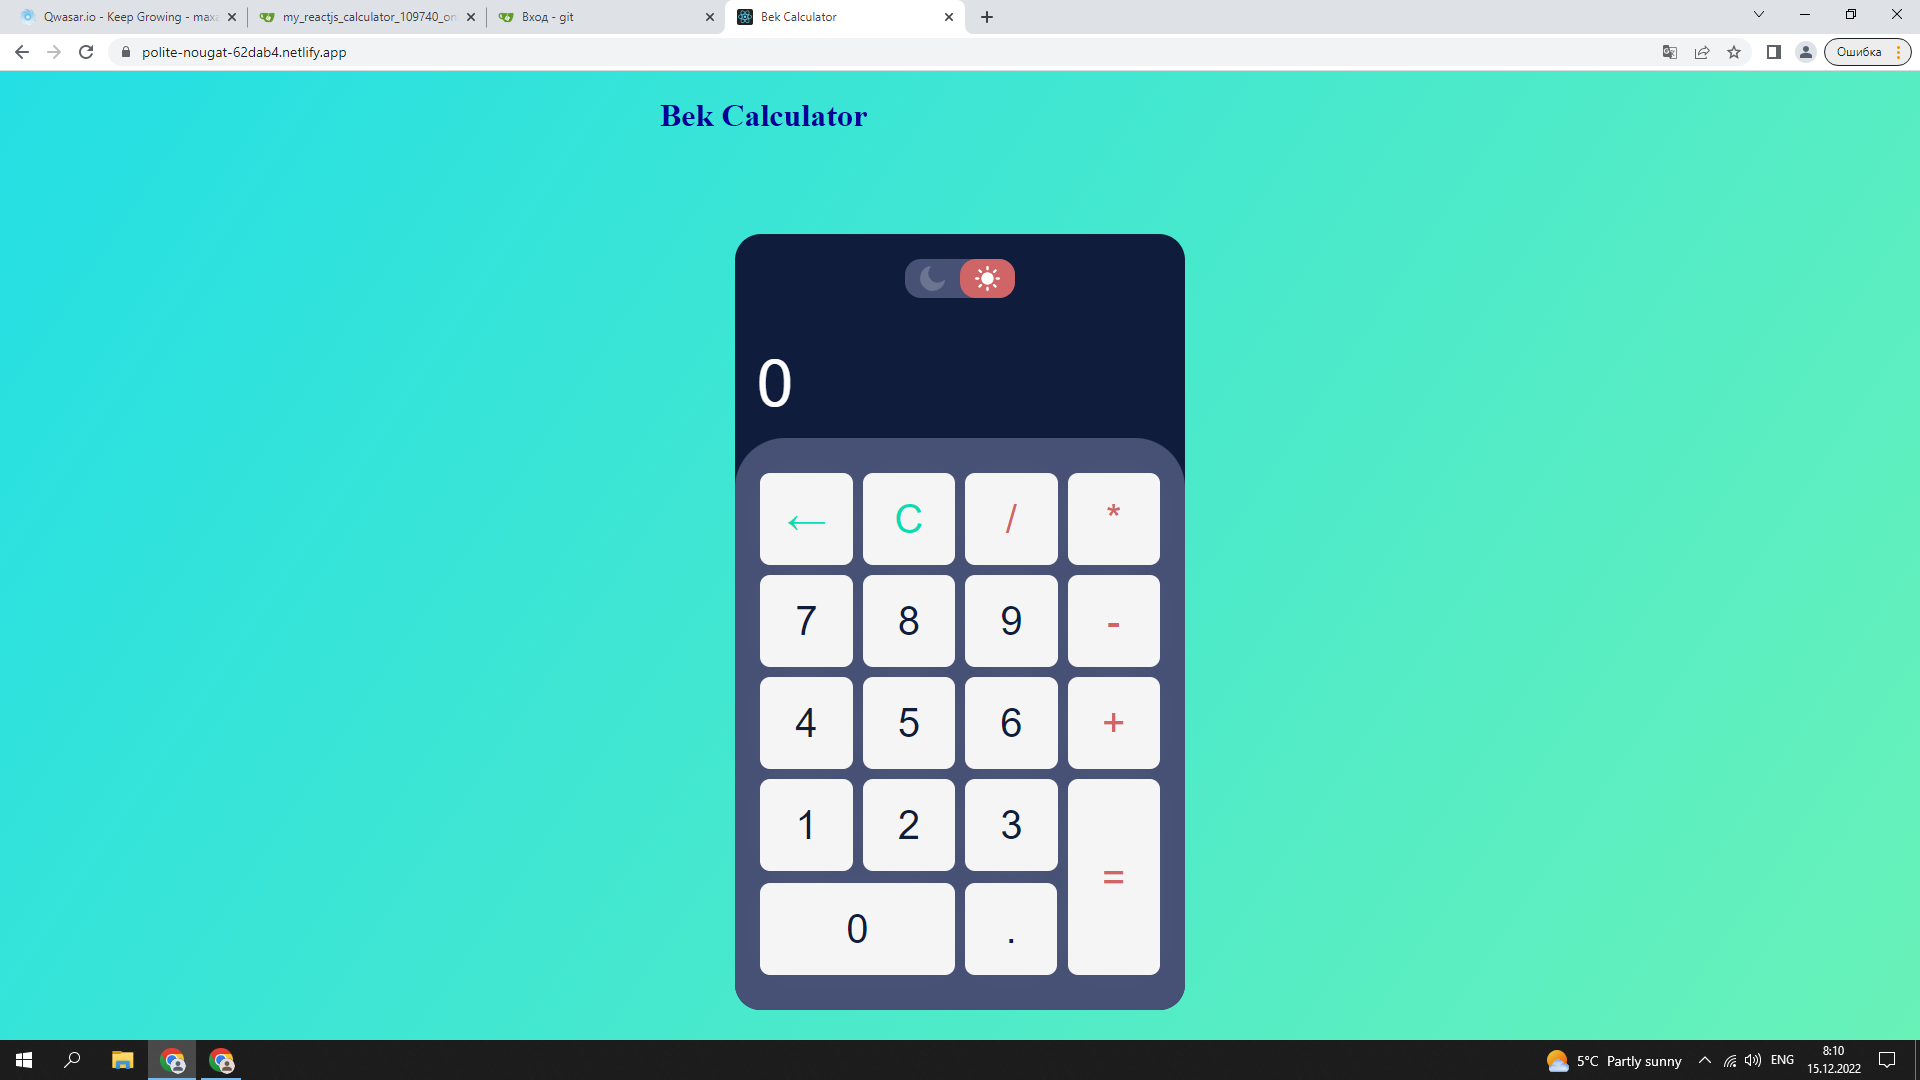 Qwasar.io - Keep Growing - maxa
my_reactjs_calculator_109740_on
Вход - git
Bek Calculator
polite-nougat-62dab4.netlify.app
Ошибка
Bek Calculator
0
← C / *
7 8 9 -
4 5 6 +
1 2 3
=
0 .
5°C Partly sunny
ENG
8:10
15.12.2022